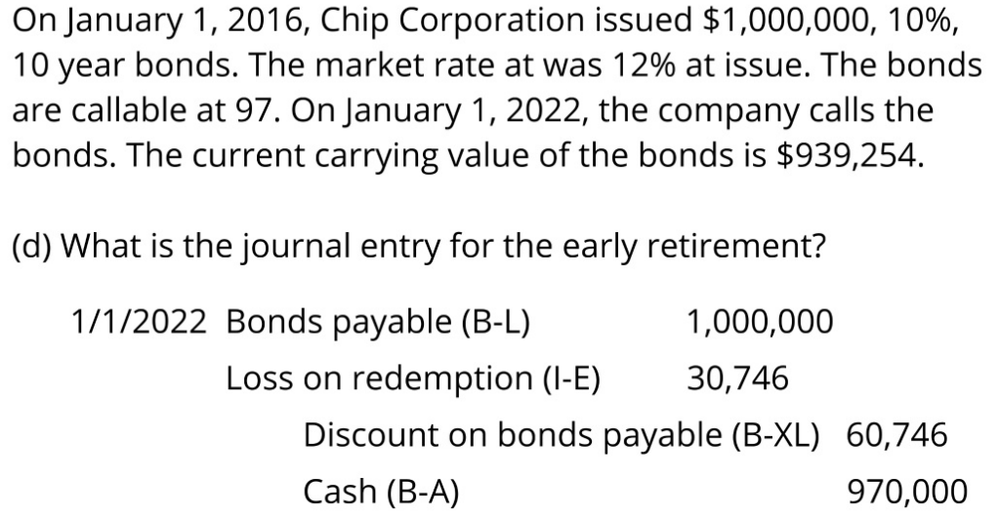 On January 1, 2016, Chip Corporation issued $1,000,000, 10%,
10 year bonds. The market rate at was 12% at issue. The bonds
are callable at 97. On January 1, 2022, the company calls the
bonds. The current carrying value of the bonds is $939,254.
(d) What is the journal entry for the early retirement?
1/1/2022 Bonds payable (B-L) 1,000,000
Loss on redemption (I-E) 30,746
Discount on bonds payable (B-XL) 60,746
Cash (B-A) 970,000